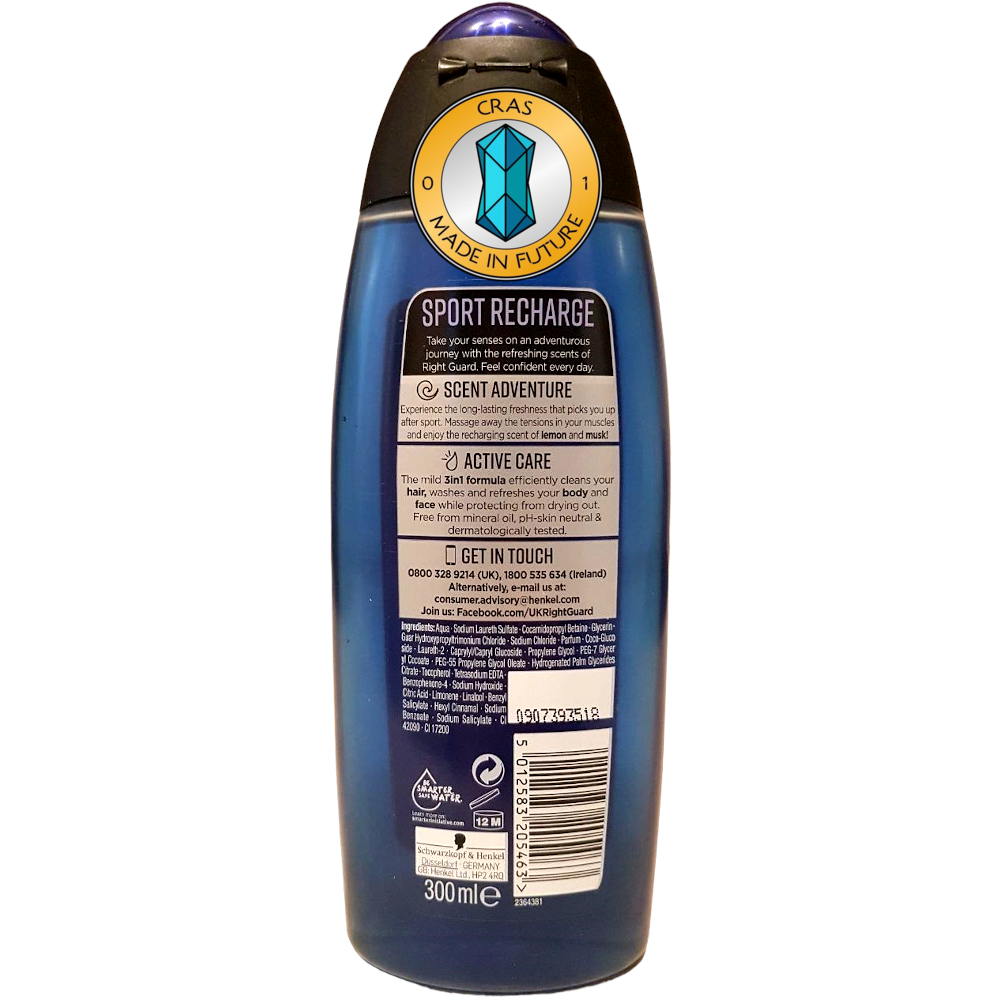 CRAS
0 1
MADE IN FUTURE
SPORT RECHARGE
Take your senses on an adventurous
journey with the refreshing scents of
Right Guard. Feel confident every day.
SCENT ADVENTURE
Experience the long-lasting freshness that picks you up
after sport. Massage away the tensions in your muscles
and enjoy the recharging scent of lemon and musk!
ACTIVE CARE
The mild 3in1 formula efficiently cleans your
hair, washes and refreshes your body and
face while protecting from drying out.
Free from mineral oil, pH-skin neutral &
dermatologically tested.
GET IN TOUCH
0800 328 9214 (UK), 1800 535 634 (Ireland)
Alternatively, e-mail us at:
consumer.advisory@henkel.com
Join us: Facebook.com/UKRightGuard
Ingredients: Aqua · Sodium Laureth Sulfate · Cocamidopropyl Betaine · Glycerin ·
Guar Hydroxypropyltrimonium Chloride · Sodium Chloride · Parfum · Coco-Gluco
side · Laureth-2 · Caprylyl/Capryl Glucoside · Propylene Glycol · PEG-7 Glycer
yl Cocoate · PEG-55 Propylene Glycol Oleate · Hydrogenated Palm Glycerides
Citrate · Tocopherol · Tetrasodium EDTA ·
Benzophenone-4 · Sodium Hydroxide ·
Citric Acid · Limonene · Linalool · Benzyl
Salicylate · Hexyl Cinnamal · Sodium
Benzoate · Sodium Salicylate · CI
42090 · CI 17200
0907393518
5 012583 205463 >
BE
SMARTER
SAVE WATER.
Learn more on:
smarterinitiative.com
12 M
Schwarzkopf & Henkel
Düsseldorf · GERMANY
GB: Henkel Ltd., HP2 4RQ
300 ml e
2364381